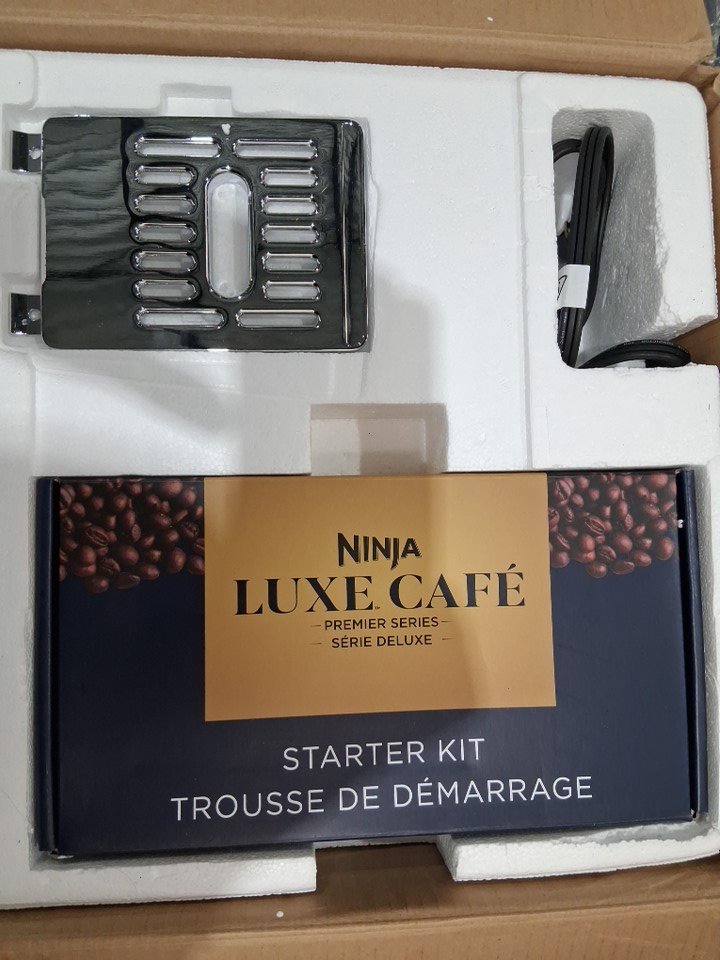 NINJA
LUXE CAFÉ
PREMIER SERIES
SÉRIE DELUXE
STARTER KIT
TROUSSE DE DÉMARRAGE